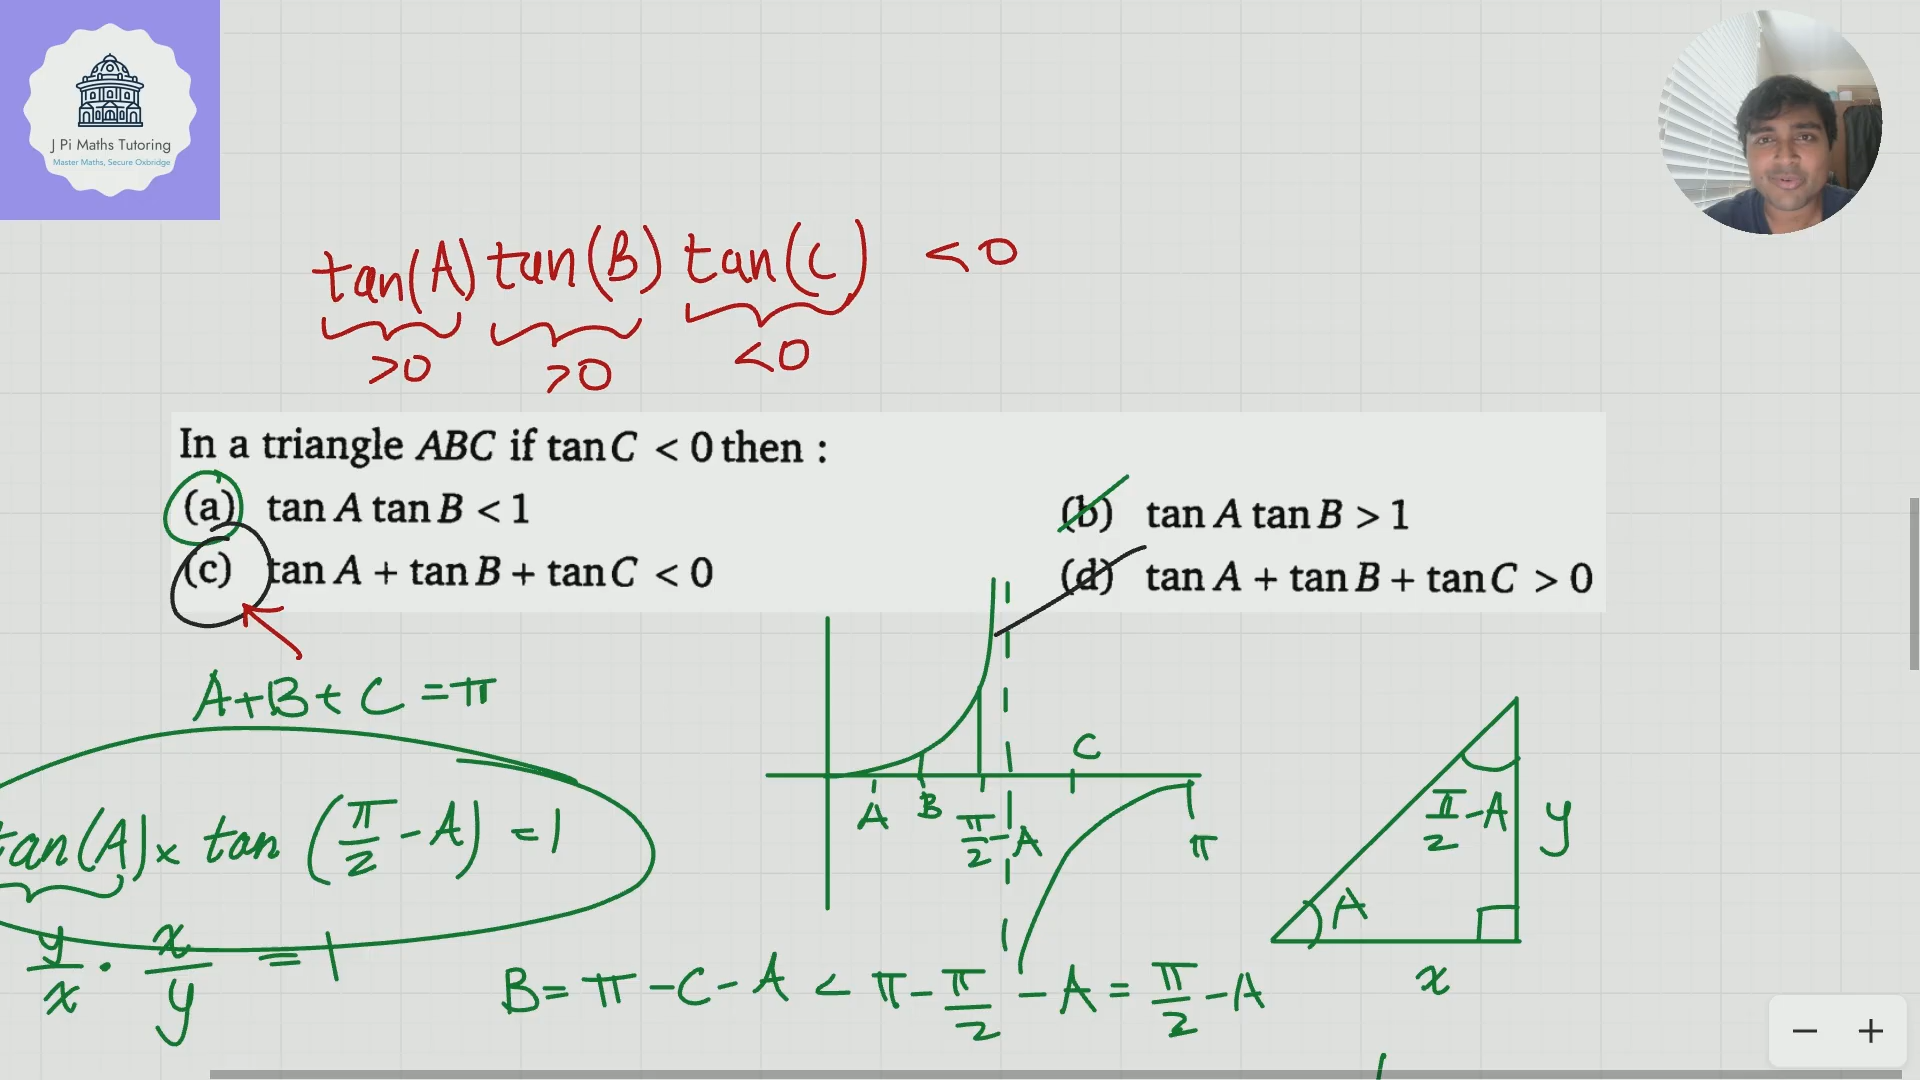 J Pi Maths Tutoring
Master Maths, Secure Oxbridge
tan(A) tan(B) tan(C) <0
>0 >0 <0
In a triangle ABC if tan C < 0 then :
(a) tan A tan B < 1 (b) tan A tan B > 1
(c) tan A + tan B + tan C < 0 (d) tan A + tan B + tan C > 0
A+B+C=π
tan(A) × tan(π/2 -A) =1
y/x · x/y = 1
C
A B π/2-A π
π/2-A y
A
x
B= π-C-A < π-π/2-A= π/2-A